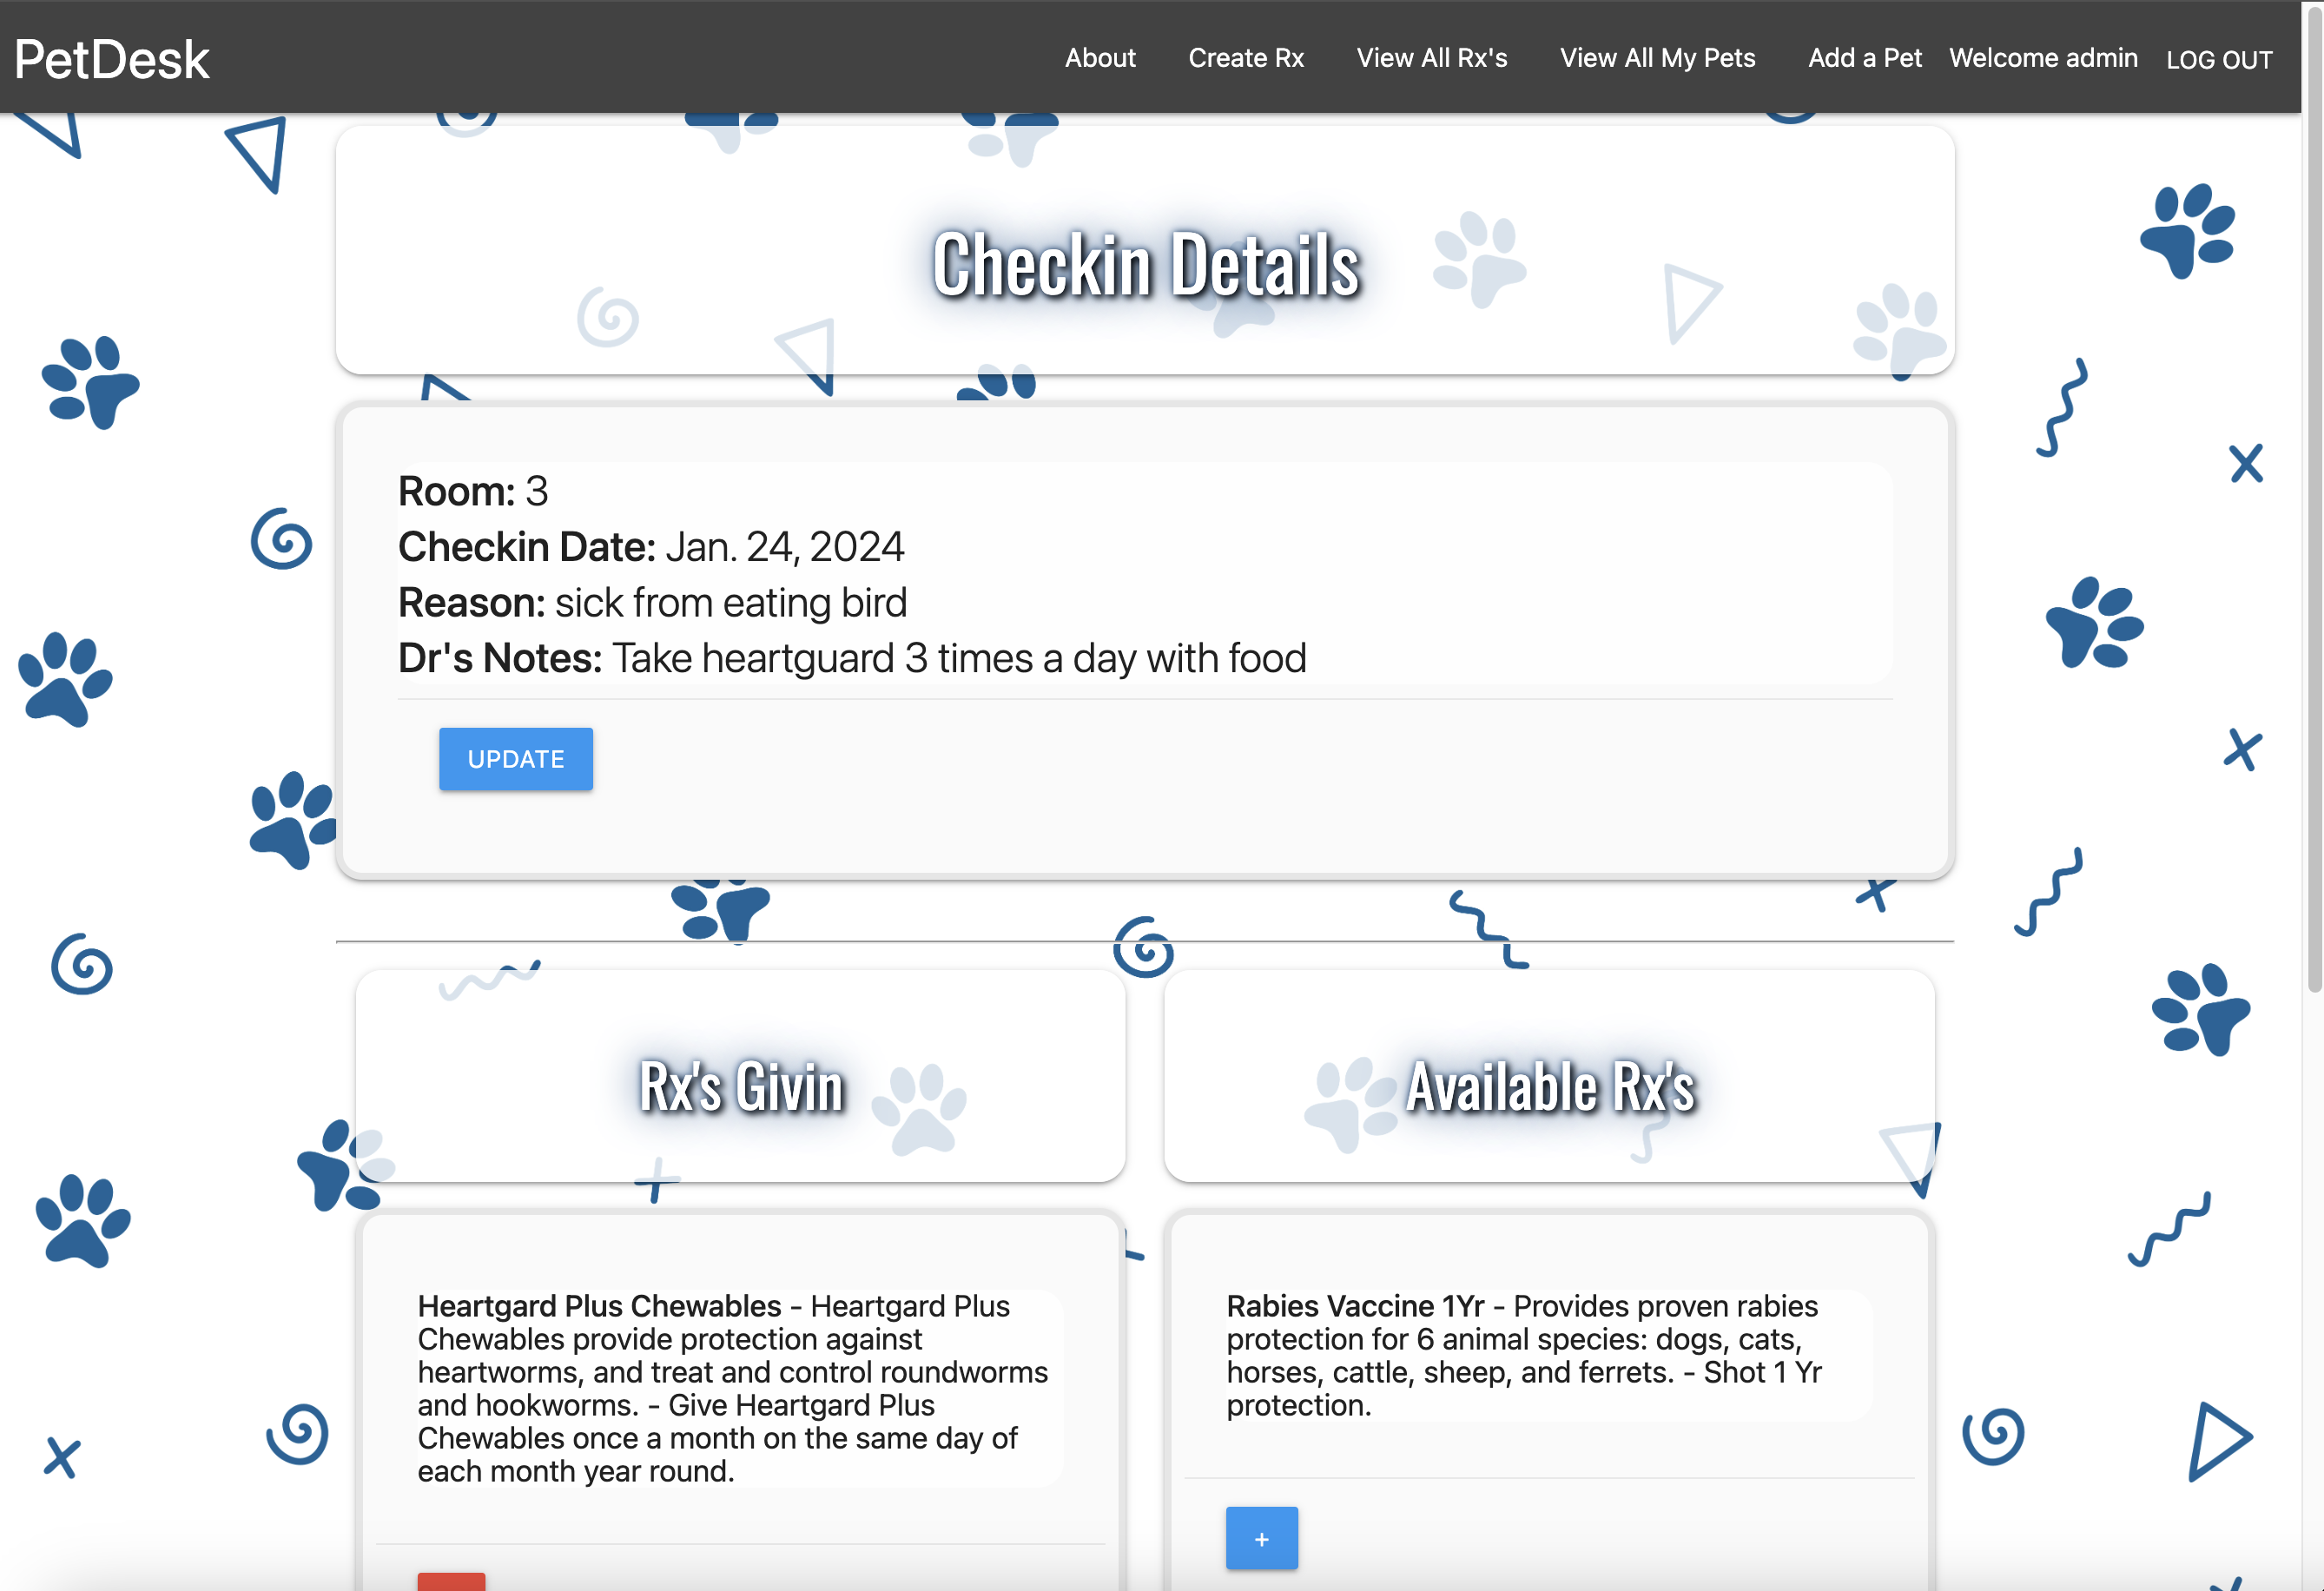 PetDesk
About Create Rx View All Rx's View All My Pets Add a Pet Welcome admin LOG OUT
Checkin Details
Room: 3
Checkin Date: Jan. 24, 2024
Reason: sick from eating bird
Dr's Notes: Take heartguard 3 times a day with food
UPDATE
Rx's Givin
Heartgard Plus Chewables - Heartgard Plus
Chewables provide protection against
heartworms, and treat and control roundworms
and hookworms. - Give Heartgard Plus
Chewables once a month on the same day of
each month year round.
Available Rx's
Rabies Vaccine 1Yr - Provides proven rabies
protection for 6 animal species: dogs, cats,
horses, cattle, sheep, and ferrets. - Shot 1 Yr
protection.
+